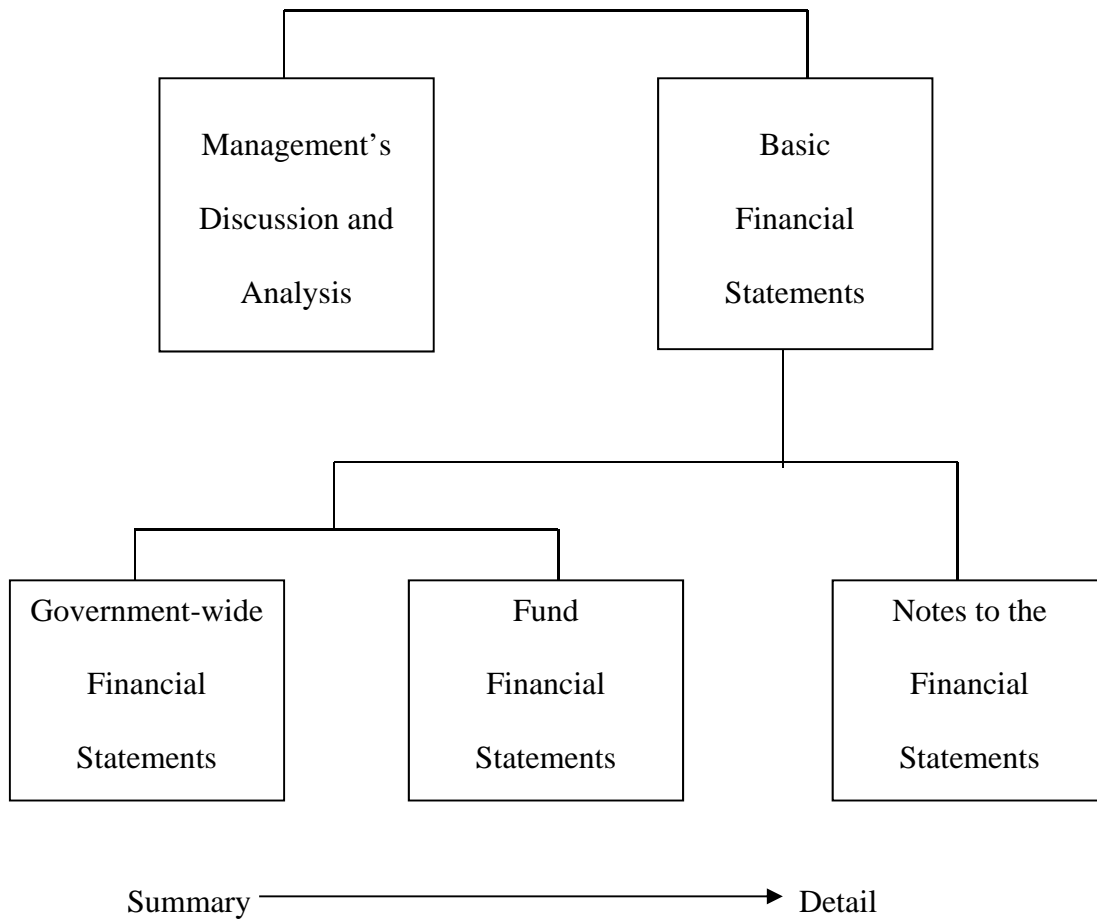 Management’s
Discussion and
Analysis
Basic
Financial
Statements
Government-wide
Financial
Statements
Fund
Financial
Statements
Notes to the
Financial
Statements
Summary
Detail